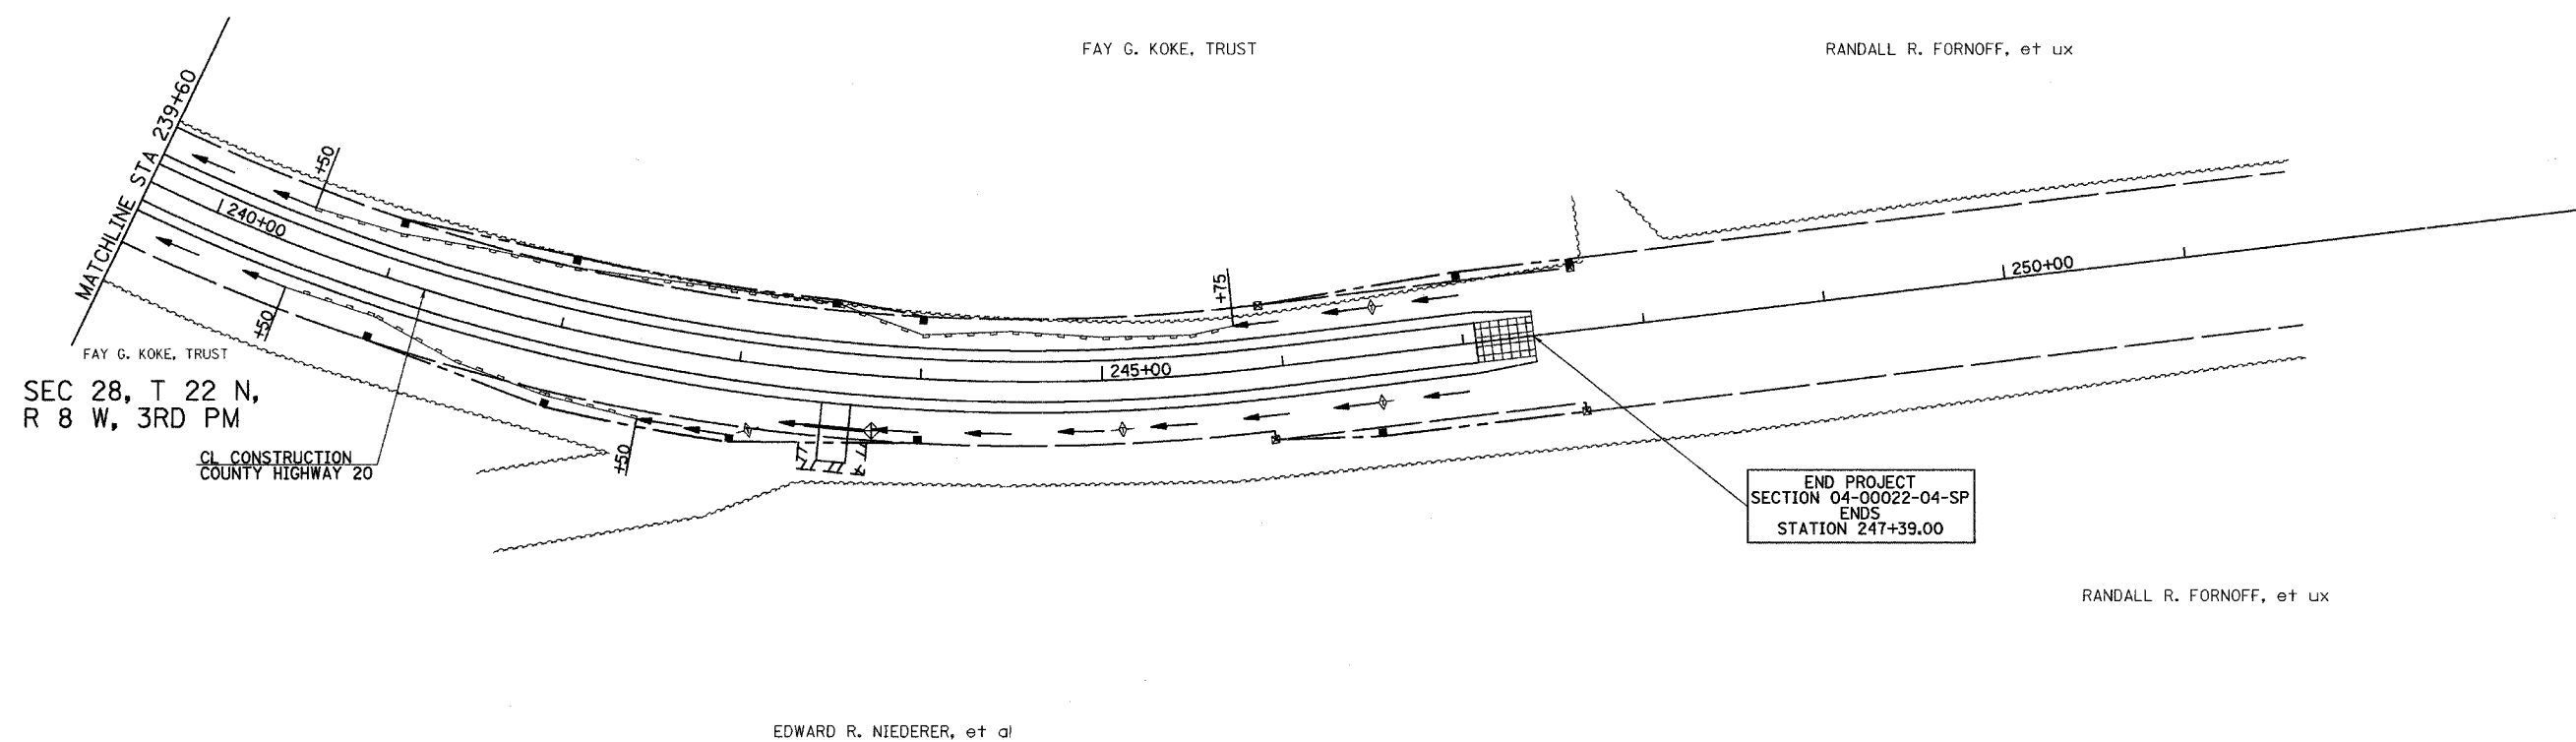 FAY G. KOKE, TRUST
RANDALL R. FORNOFF, et ux
MATCHLINE STA 239+60
+50
240+00
+75
250+00
+50
245+00
FAY G. KOKE, TRUST
SEC 28, T 22 N,
R 8 W, 3RD PM
CL CONSTRUCTION
COUNTY HIGHWAY 20
+50
END PROJECT
SECTION 04-00022-04-SP
ENDS
STATION 247+39.00
RANDALL R. FORNOFF, et ux
EDWARD R. NIEDERER, et al